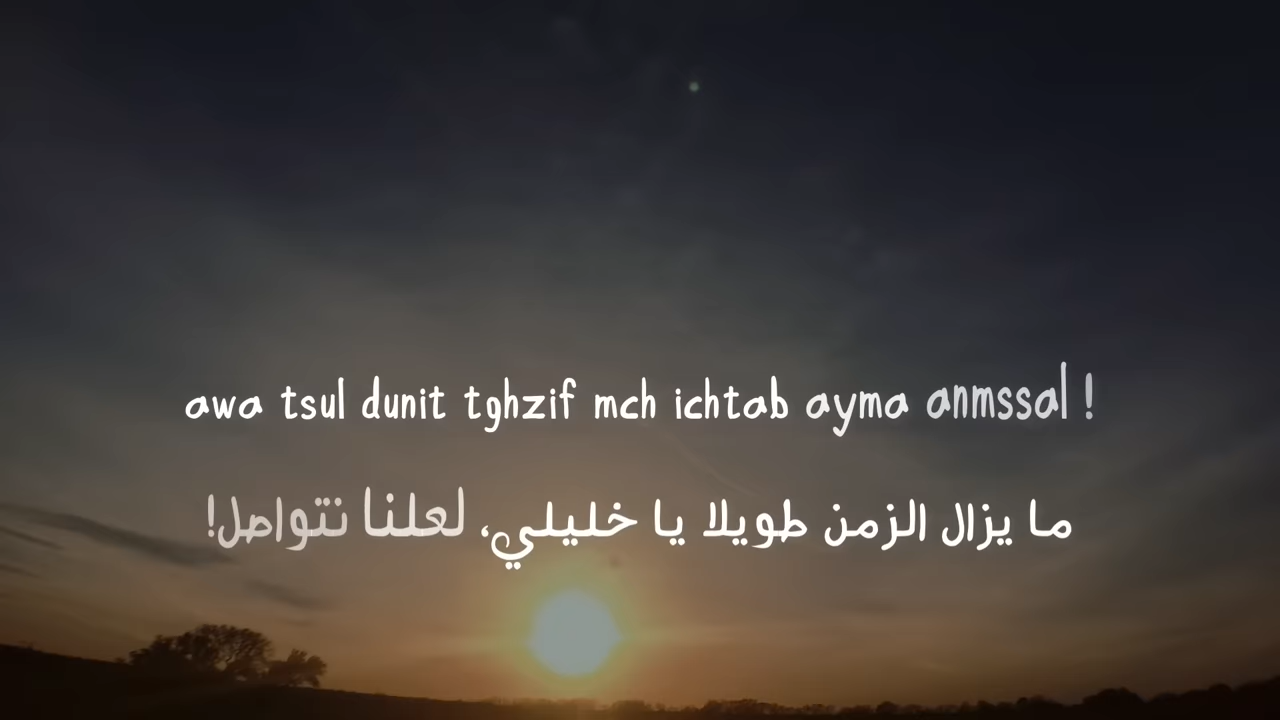 awa tsul dunit tghzif mch ichtab ayma anmssal !
ما يزال الزمن طويلا يا خليلي، لعلنا نتواصل!